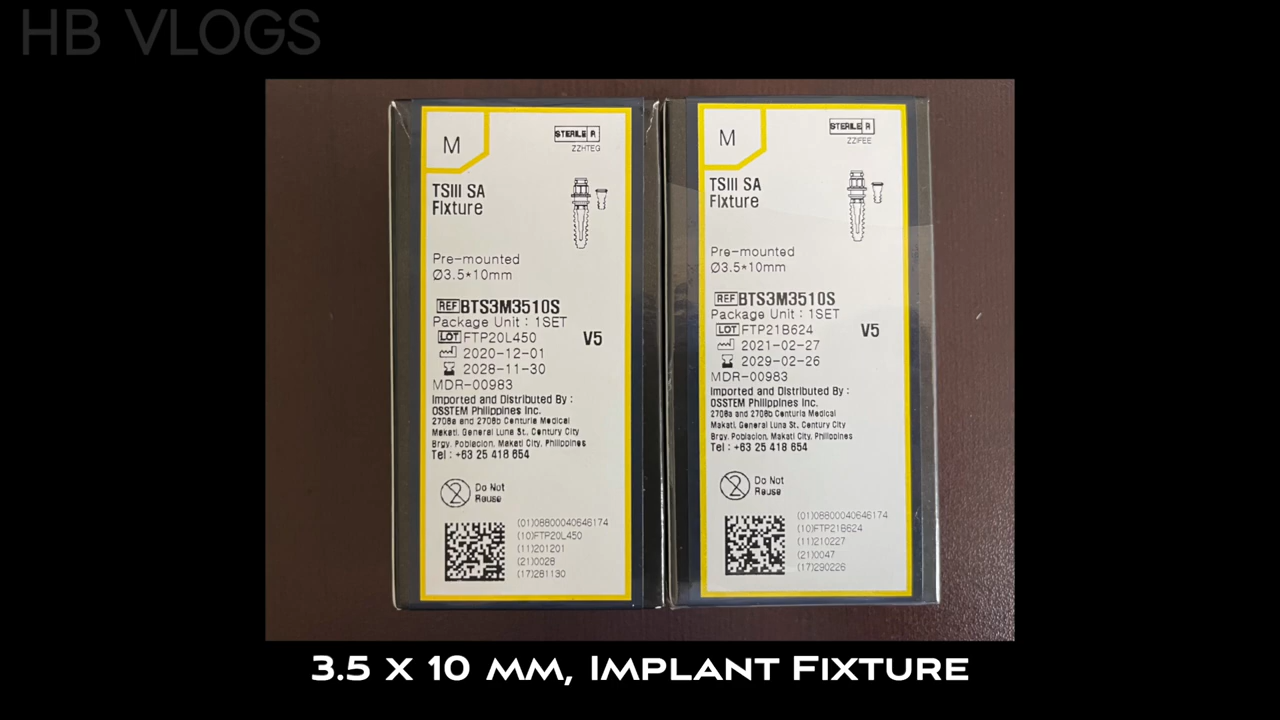 HB VLOGS
M
STERILE R
ZZHTEG
TSIII SA
Fixture
Pre-mounted
Ø3.5*10mm
REF BTS3M3510S
Package Unit : 1SET
LOT FTP20L450
V5
2020-12-01
2028-11-30
MDR-00983
Imported and Distributed By :
OSSTEM Philippines Inc.
2708a and 2708b Centuria Medical
Makati, General Luna St., Century City
Brgy. Poblacion, Makati City, Philippines
Tel : +63 25 418 654
2
Do Not
Reuse
(01)08800040646174
(10)FTP20L450
(11)201201
(21)0028
(17)281130
M
STERILE R
ZZIFEE
TSIII SA
Fixture
Pre-mounted
Ø3.5*10mm
REF BTS3M3510S
Package Unit : 1SET
LOT FTP21B624
V5
2021-02-27
2029-02-26
MDR-00983
Imported and Distributed By :
OSSTEM Philippines Inc.
2708a and 2708b Centuria Medical
Makati, General Luna St., Century City
Brgy. Poblacion, Makati City, Philippines
Tel : +63 25 418 654
2
Do Not
Reuse
(01)08800040646174
(10)FTP21B624
(11)210227
(21)0047
(17)290226
3.5 x 10 mm, Implant Fixture